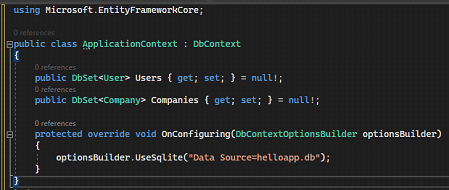 using Microsoft.EntityFrameworkCore;
0 references
public class ApplicationContext : DbContext
{
0 references
public DbSet<User> Users { get; set; } = null!;
0 references
public DbSet<Company> Companies { get; set; } = null!;
0 references
protected override void OnConfiguring(DbContextOptionsBuilder optionsBuilder)
{
optionsBuilder.UseSqlite("Data Source=helloapp.db");
}
}